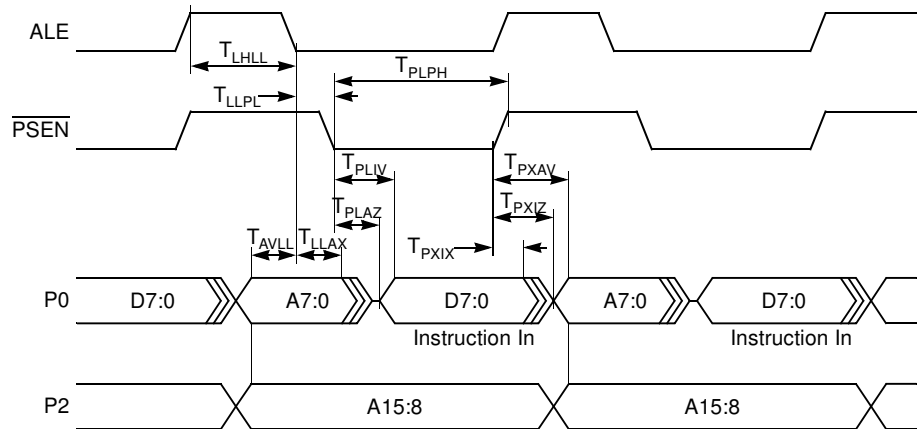 ALE
T_LHLL
T_PLPH
T_LLPL
PSEN
T_PLIV
T_PXAV
T_PLAZ
T_PXIZ
T_AVLL T_LLAX
T_PXIX
P0 D7:0 A7:0 D7:0 A7:0 D7:0
Instruction In Instruction In
P2 A15:8 A15:8